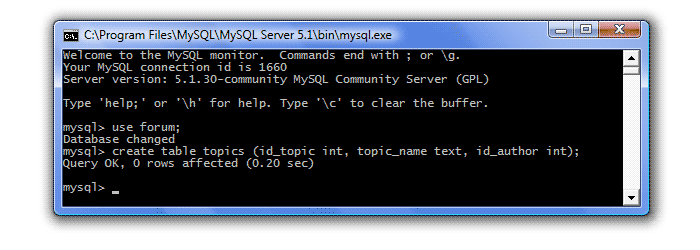 C:\Program Files\MySQL\MySQL Server 5.1\bin\mysql.exe
Welcome to the MySQL monitor.  Commands end with ; or \g.
Your MySQL connection id is 1660
Server version: 5.1.30-community MySQL Community Server (GPL)
Type 'help;' or '\h' for help. Type '\c' to clear the buffer.
mysql> use forum;
Database changed
mysql> create table topics (id_topic int, topic_name text, id_author int);
Query OK, 0 rows affected (0.20 sec)
mysql> _